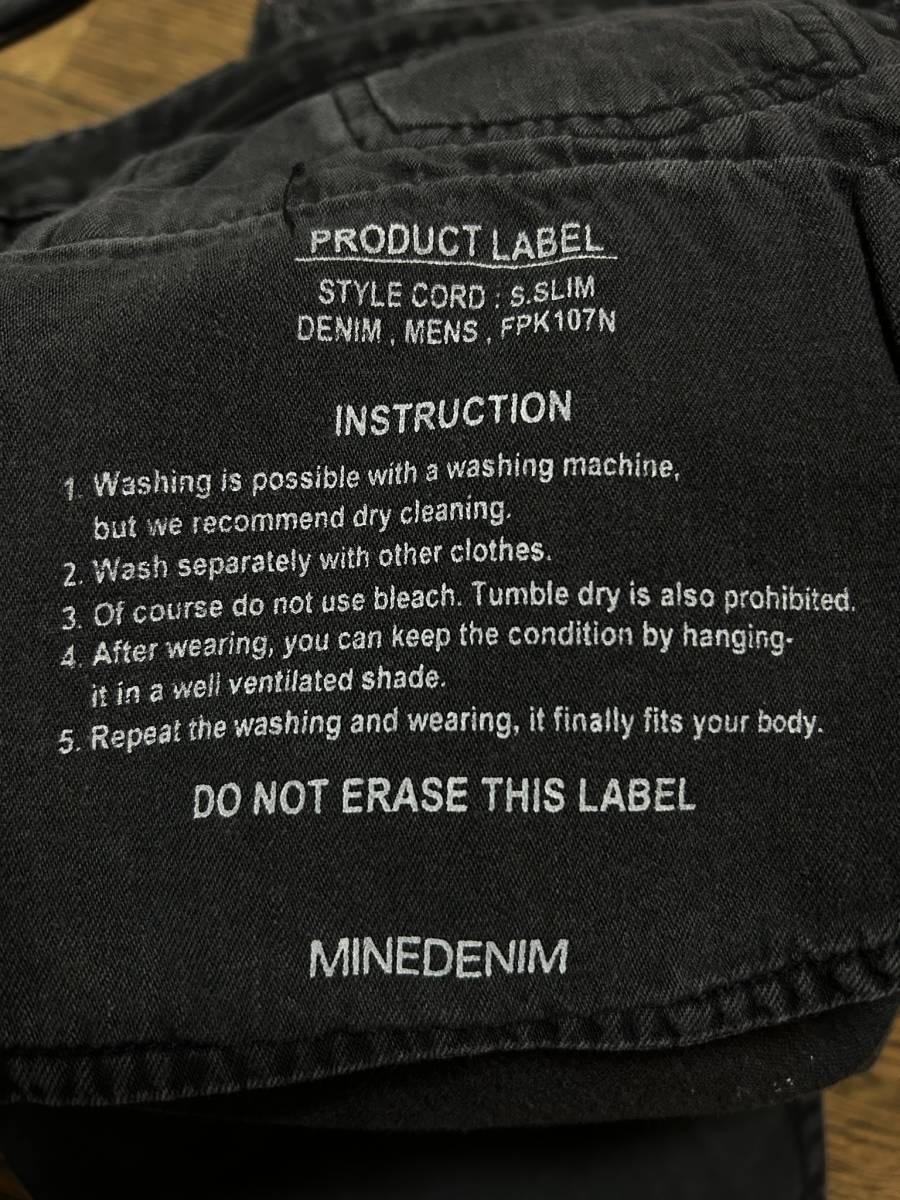 PRODUCT LABEL
STYLE CORD : S.SLIM
DENIM , MENS , FPK107N
INSTRUCTION
1. Washing is possible with a washing machine,
but we recommend dry cleaning.
2. Wash separately with other clothes.
3. Of course do not use bleach. Tumble dry is also prohibited.
4. After wearing, you can keep the condition by hanging-
it in a well ventilated shade.
5. Repeat the washing and wearing, it finally fits your body.
DO NOT ERASE THIS LABEL
MINEDENIM